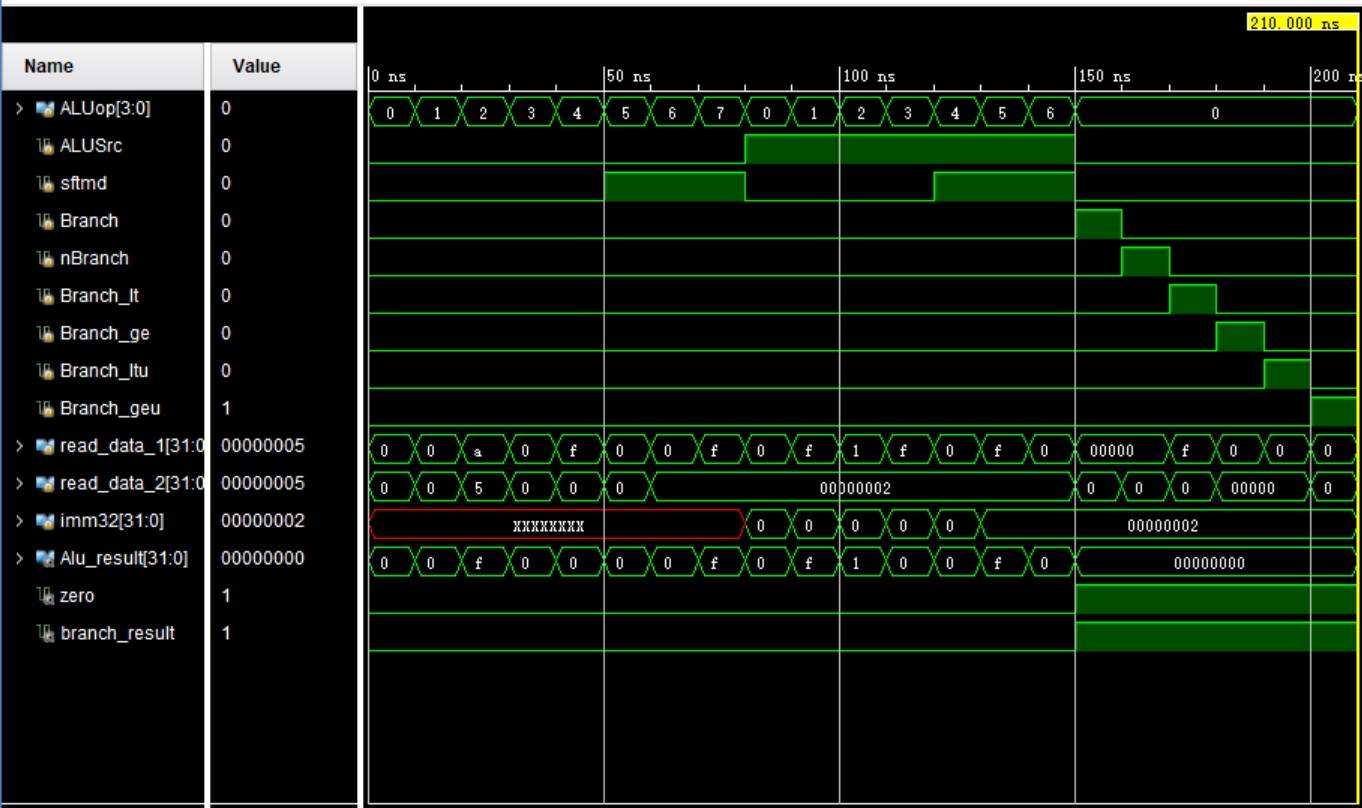 210.000 ns
Name Value
0 ns 50 ns 100 ns 150 ns 200 n
ALUop[3:0] 0 0 1 2 3 4 5 6 7 0 1 2 3 4 5 6 0
ALUSrc 0
sftmd 0
Branch 0
nBranch 0
Branch_lt 0
Branch_ge 0
Branch_ltu 0
Branch_geu 1
read_data_1[31:0 00000005 0 0 a 0 f 0 0 f 0 f 1 f 0 f 0 00000 f 0 0 0
read_data_2[31:0 00000005 0 0 5 0 0 0 00000002 0 0 0 00000 0
imm32[31:0] 00000002 XXXXXXXX 0 0 0 0 0 00000002
Alu_result[31:0] 00000000 0 0 f 0 0 0 0 f 0 f 1 0 0 f 0 00000000
zero 1
branch_result 1